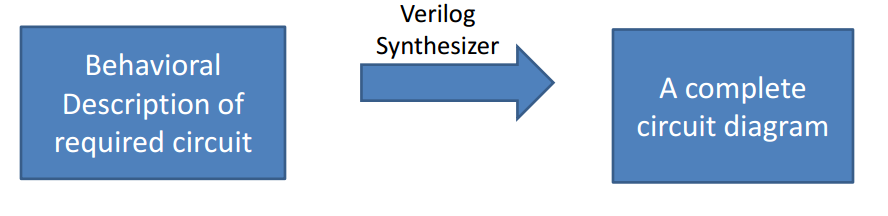 Behavioral
Description of
required circuit
Verilog
Synthesizer
A complete
circuit diagram